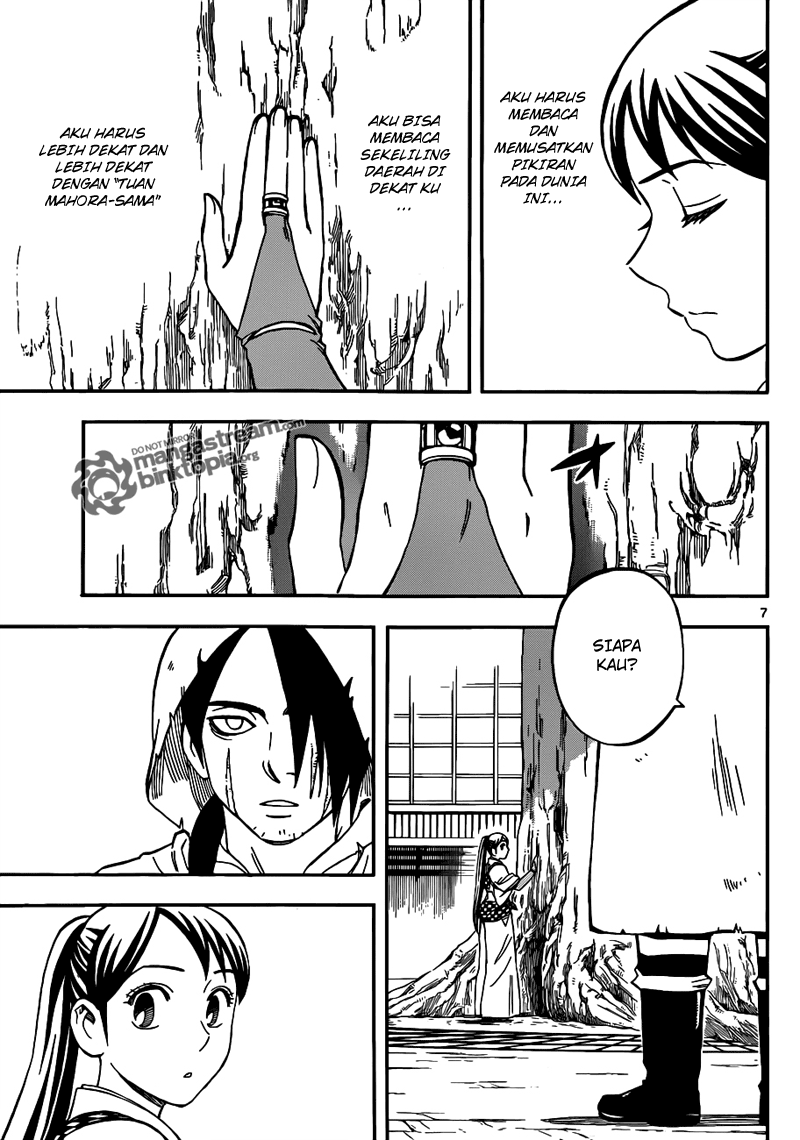 AKU HARUS
MEMBACA
DAN
MEMUSATKAN
PIKIRAN
PADA DUNIA
INI...
AKU BISA
MEMBACA
SEKELILING
DAERAH DI
DEKAT KU
...
AKU HARUS
LEBIH DEKAT DAN
LEBIH DEKAT
DENGAN "TUAN
MAHORA-SAMA"
DO NOT MIRROR
mangastream.com
binktopia.org
7
SIAPA
KAU?